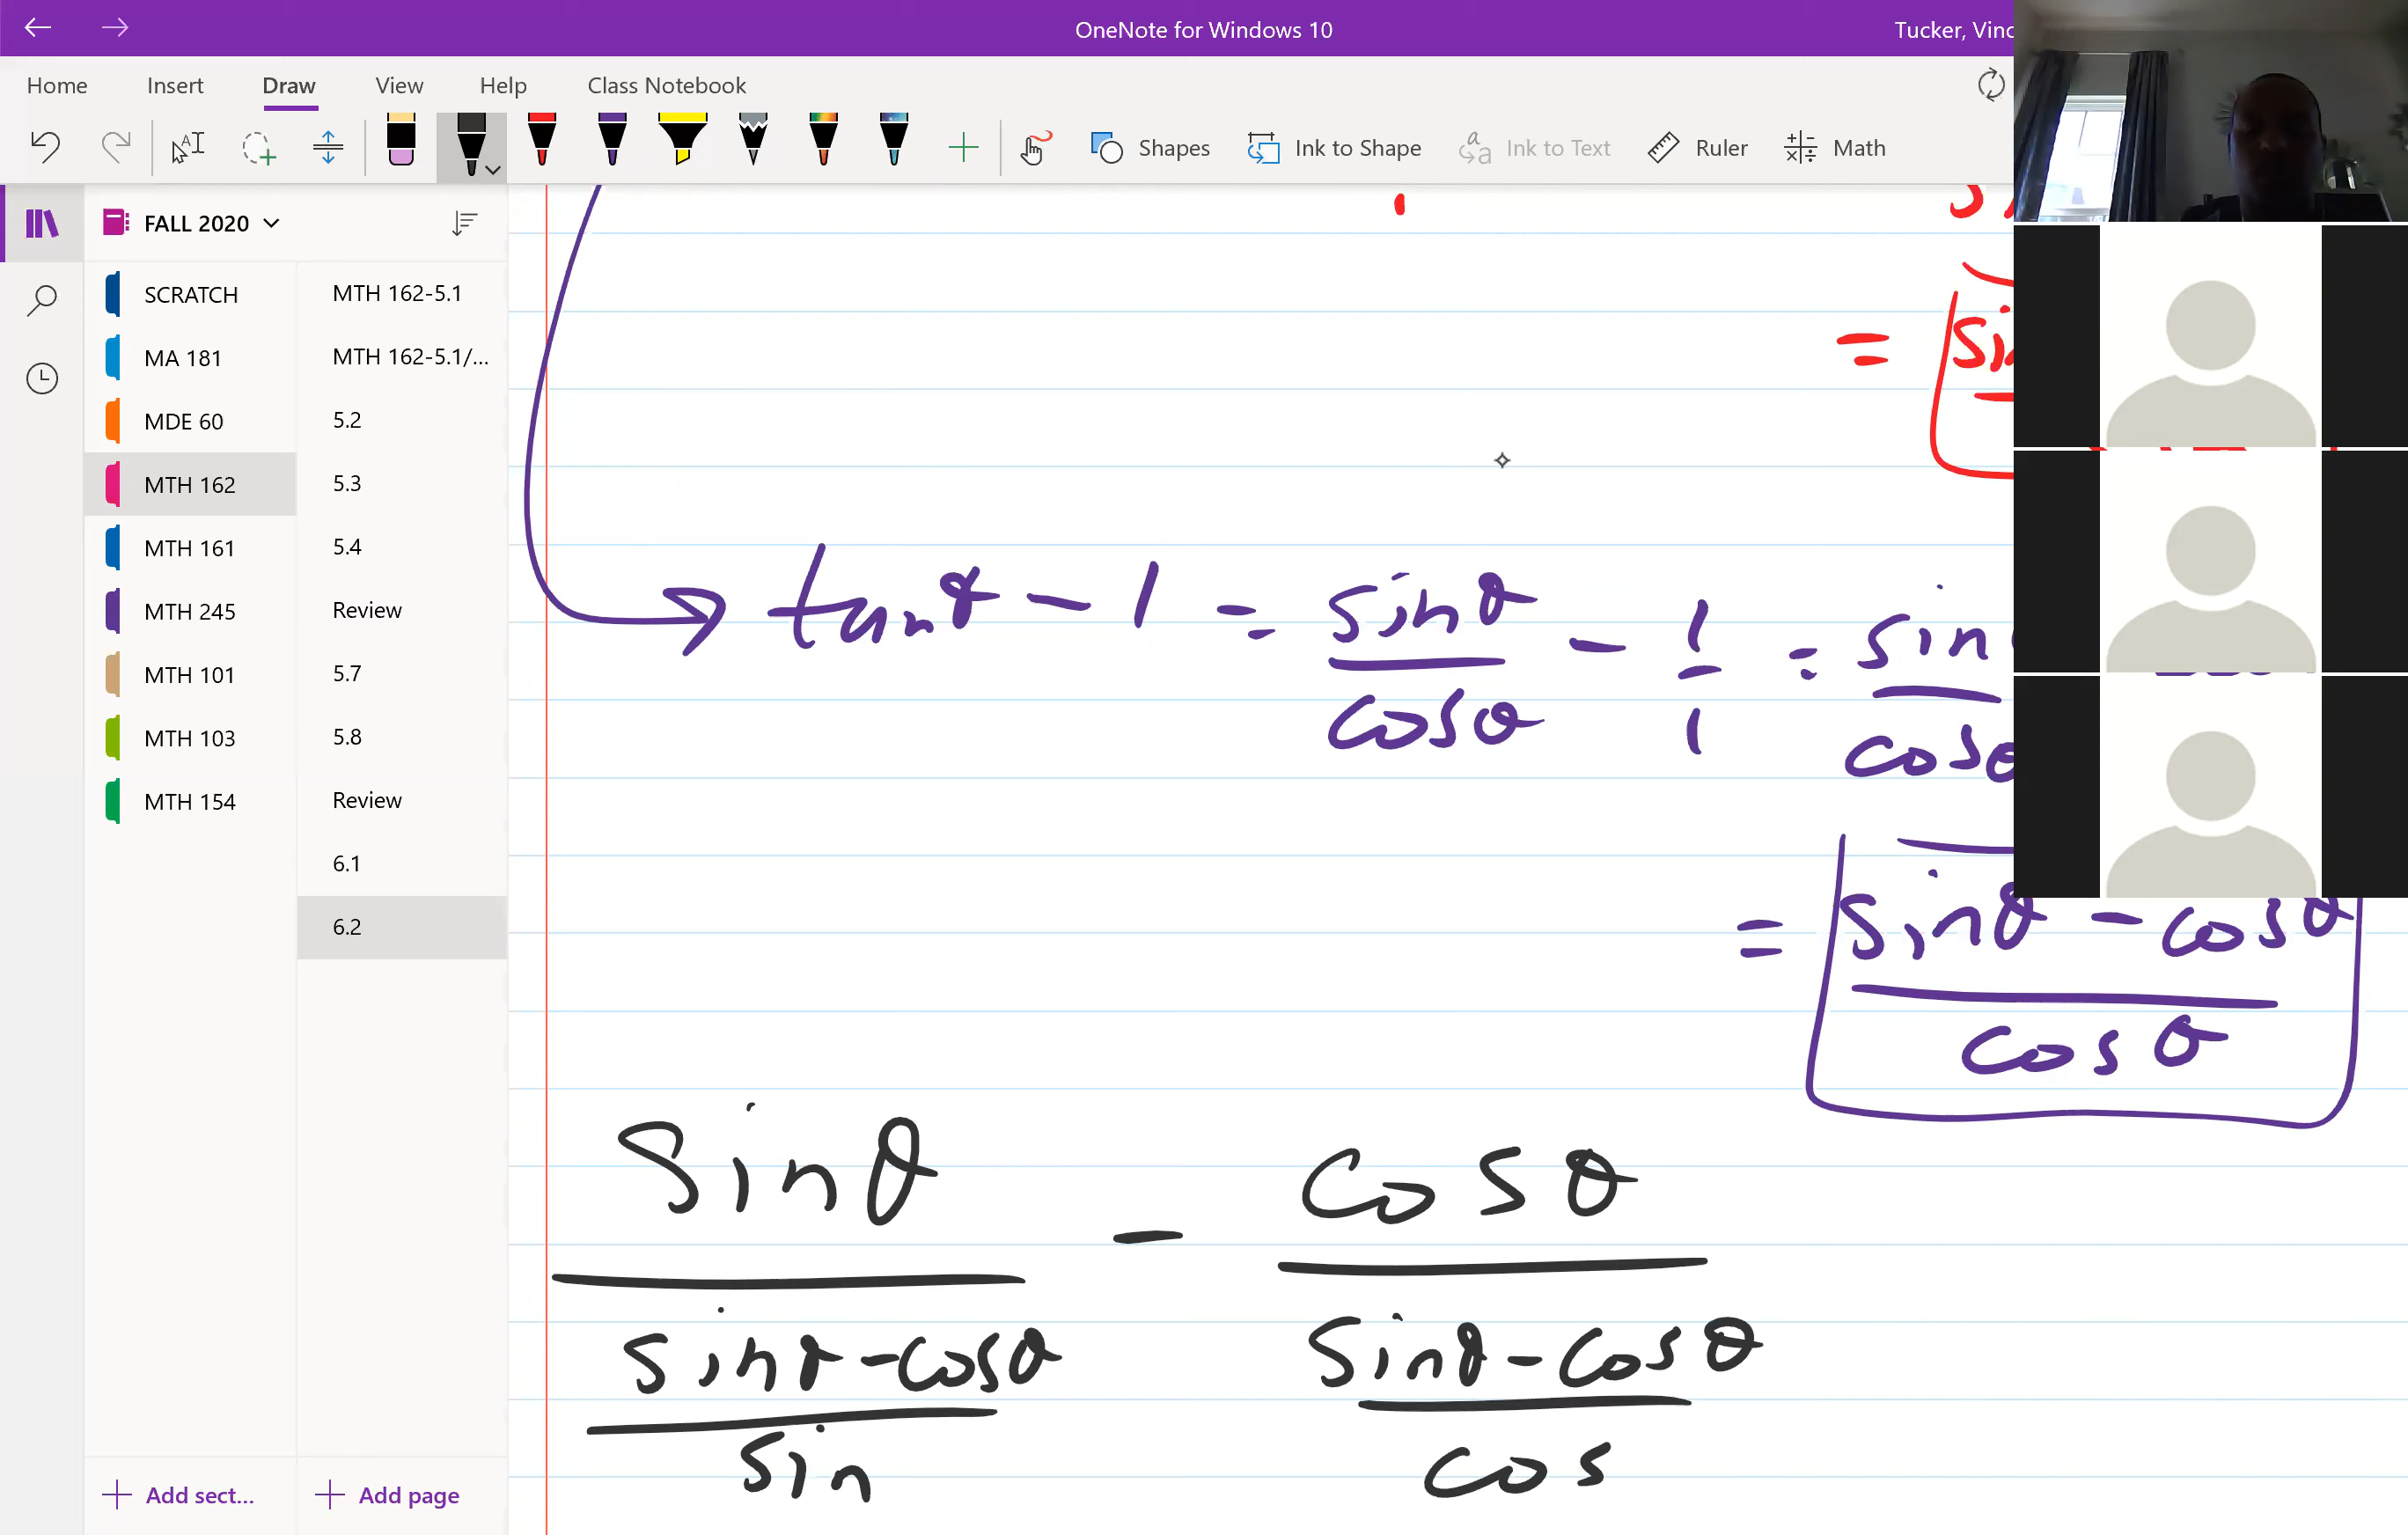 OneNote for Windows 10
Tucker, Vinc
Home Insert Draw View Help Class Notebook
Shapes Ink to Shape Ink to Text Ruler Math
FALL 2020
SCRATCH
MA 181
MDE 60
MTH 162
MTH 161
MTH 245
MTH 101
MTH 103
MTH 154
Add sect...
MTH 162-5.1
MTH 162-5.1/...
5.2
5.3
5.4
Review
5.7
5.8
Review
6.1
6.2
Add page
= si
→ tanθ - 1 = sinθ/cosθ - 1/1 = sin/cosθ
= sinθ - cosθ
cos θ
sinθ - cos θ
sinθ - cosθ sinθ - cos θ
sin cos